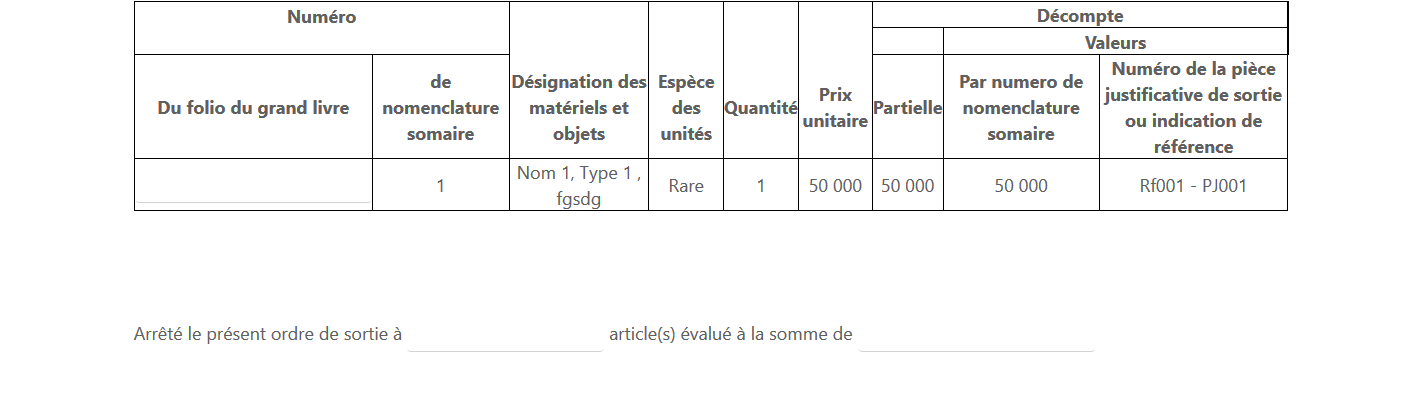 Numéro
Décompte
Valeurs
Du folio du grand livre
de
nomenclature
somaire
Désignation des
matériels et
objets
Espèce
des
unités
Quantité
Prix
unitaire
Partielle
Par numero de
nomenclature
somaire
Numéro de la pièce
justificative de sortie
ou indication de
référence
1
Nom 1, Type 1 ,
fgsdg
Rare
1
50 000
50 000
50 000
Rf001 - PJ001
Arrêté le présent ordre de sortie à article(s) évalué à la somme de